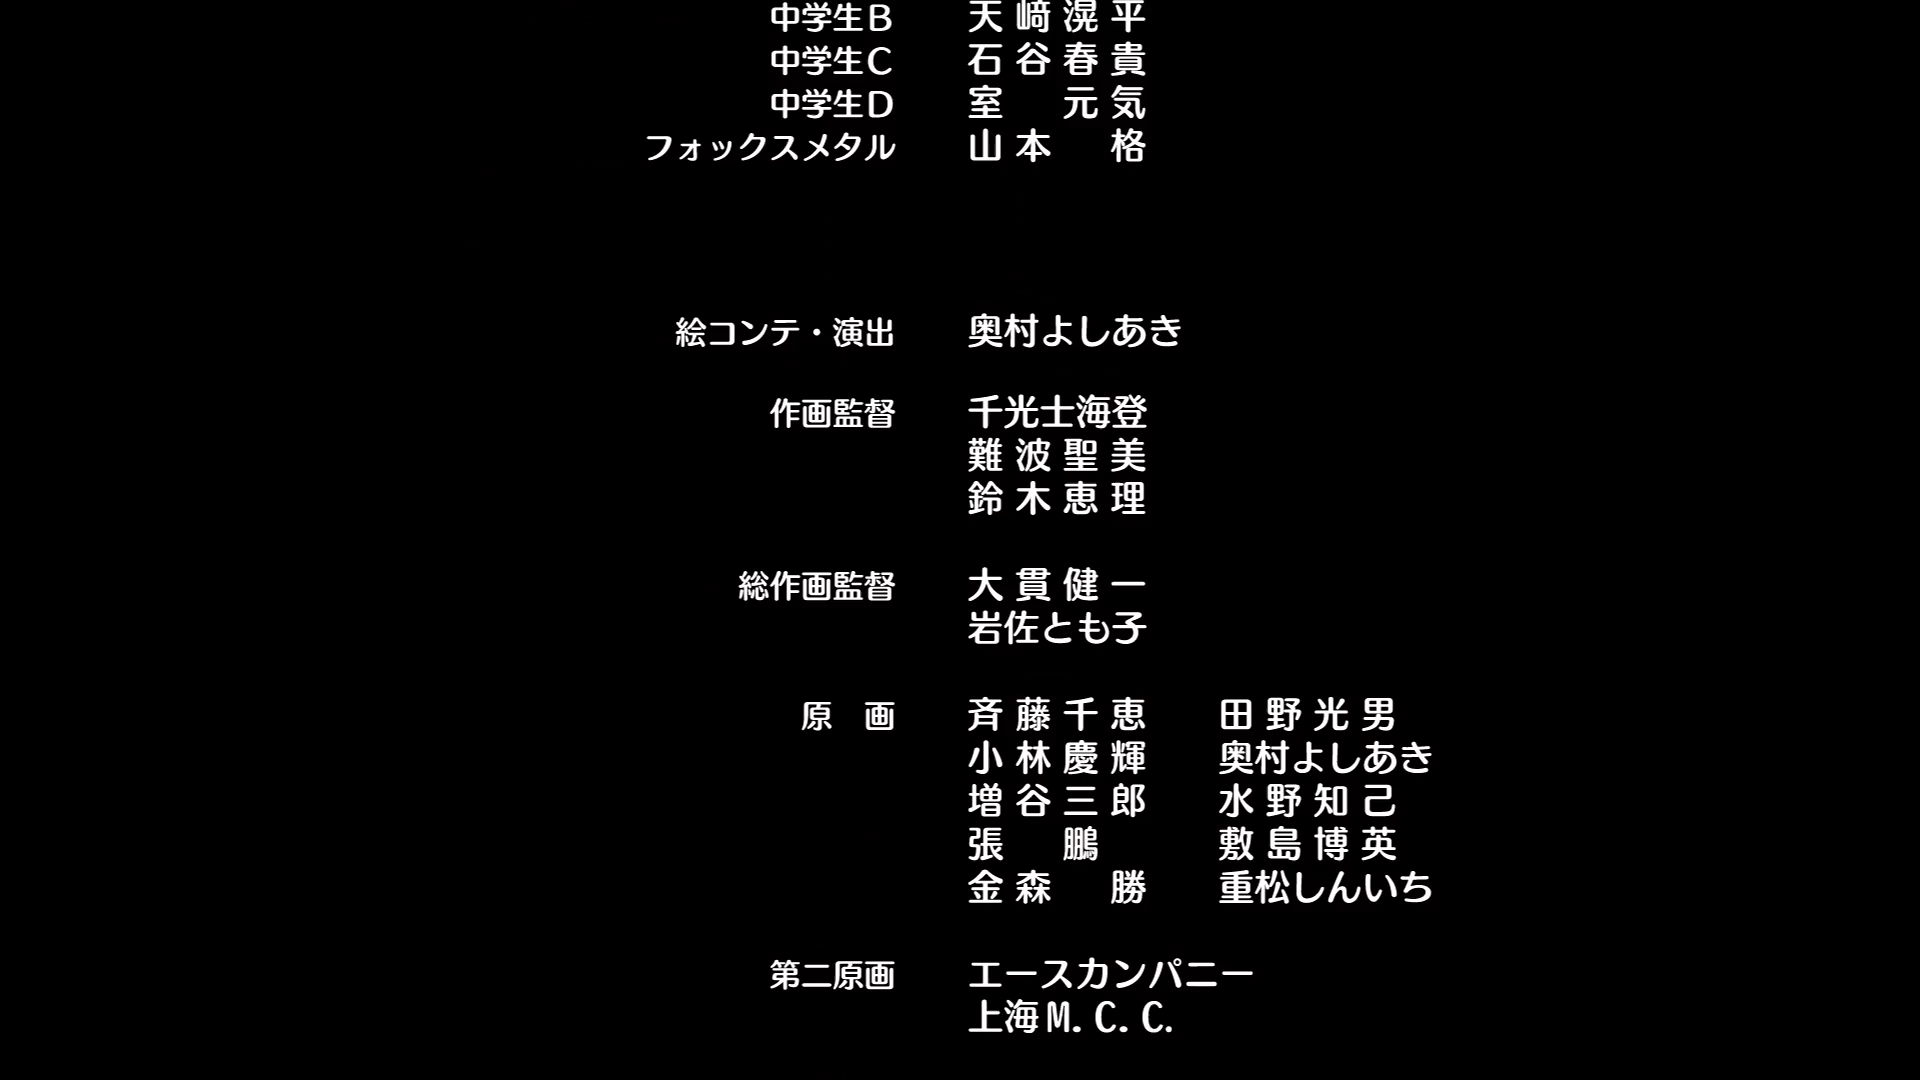 中学生B 天﨑滉平
中学生C 石谷春貴
中学生D 室 元気
フォックスメタル 山本 格
絵コンテ・演出 奥村よしあき
作画監督 千光士海登
難波聖美
鈴木恵理
総作画監督 大貫健一
岩佐とも子
原 画 斉藤千恵 田野光男
小林慶輝 奥村よしあき
増谷三郎 水野知己
張 鵬 敷島博英
金森 勝 重松しんいち
第二原画 エースカンパニー
上海M.C.C.